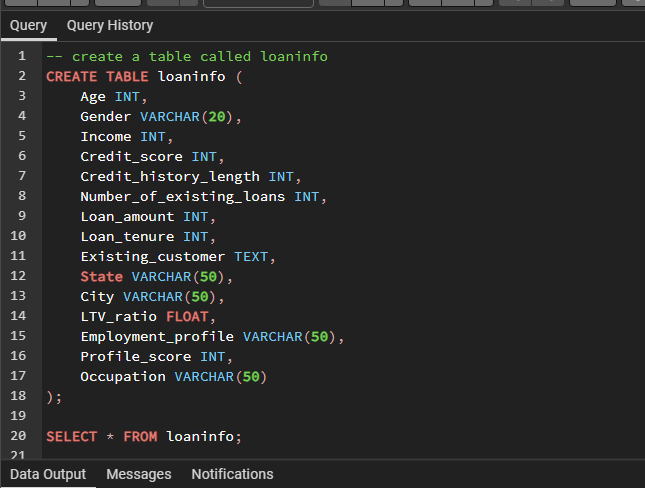 Query Query History
1 -- create a table called loaninfo
2 CREATE TABLE loaninfo (
3 Age INT,
4 Gender VARCHAR(20),
5 Income INT,
6 Credit_score INT,
7 Credit_history_length INT,
8 Number_of_existing_loans INT,
9 Loan_amount INT,
10 Loan_tenure INT,
11 Existing_customer TEXT,
12 State VARCHAR(50),
13 City VARCHAR(50),
14 LTV_ratio FLOAT,
15 Employment_profile VARCHAR(50),
16 Profile_score INT,
17 Occupation VARCHAR(50)
18 );
19
20 SELECT * FROM loaninfo;
21
Data Output Messages Notifications